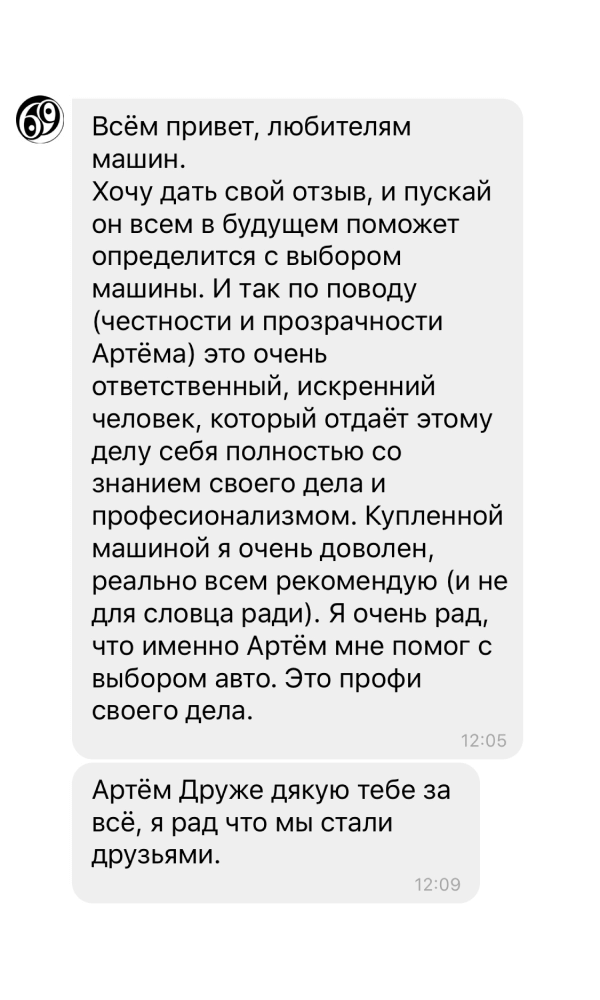 69
Всём привет, любителям
машин.
Хочу дать свой отзыв, и пускай
он всем в будущем поможет
определится с выбором
машины. И так по поводу
(честности и прозрачности
Артёма) это очень
ответственный, искренний
человек, который отдаёт этому
делу себя полностью со
знанием своего дела и
професионализмом. Купленной
машиной я очень доволен,
реально всем рекомендую (и не
для словца ради). Я очень рад,
что именно Артём мне помог с
выбором авто. Это профи
своего дела.
12:05
Артём Друже дякую тебе за
всё, я рад что мы стали
друзьями.
12:09